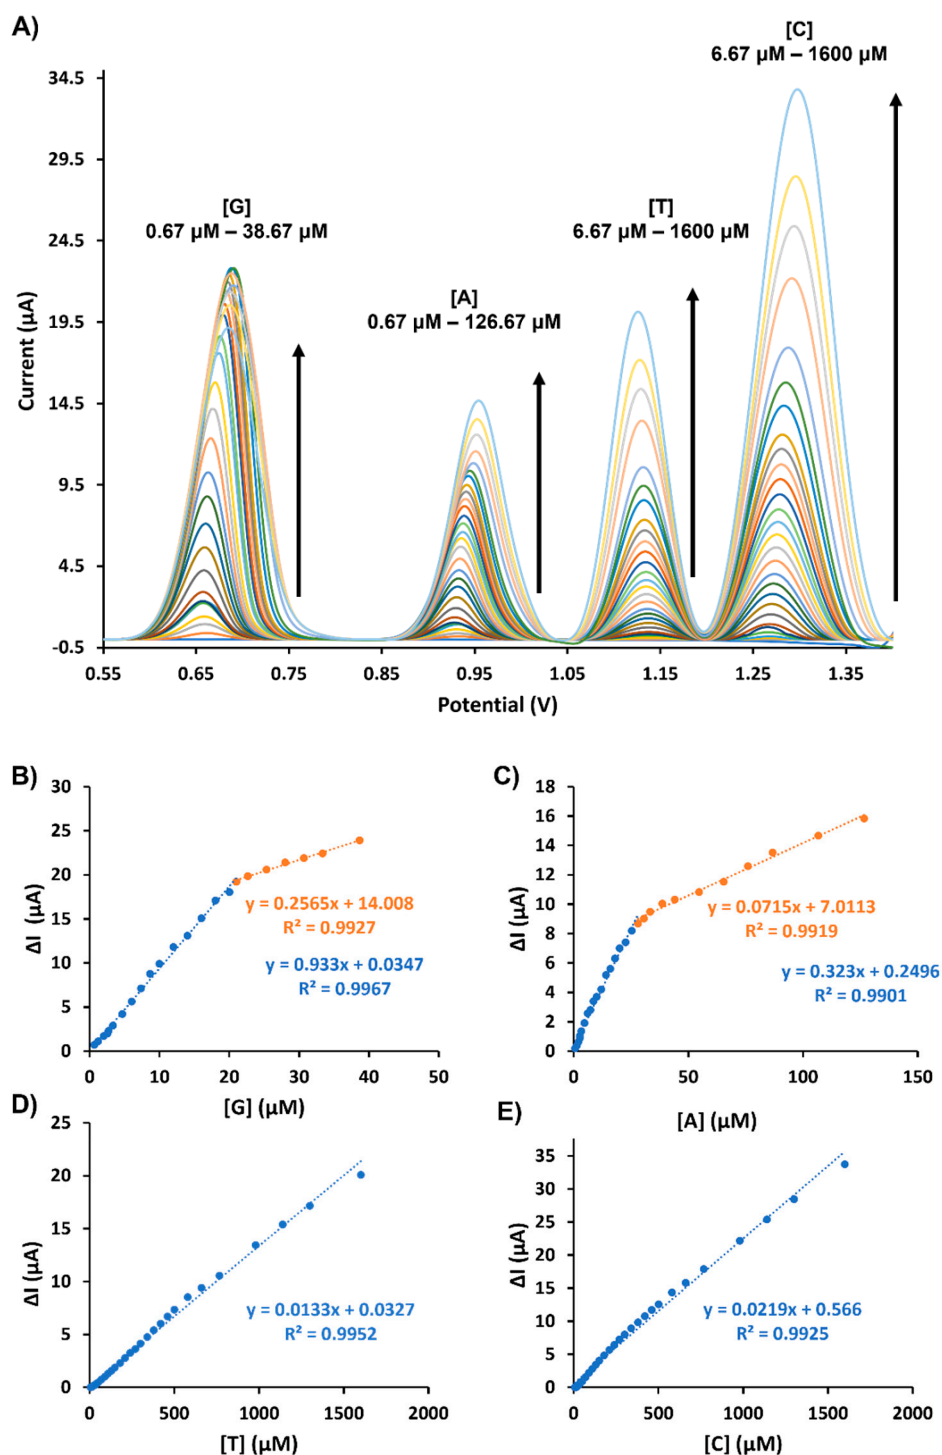 A)
[C]
6.67 µM – 1600 µM
34.5
29.5
24.5
19.5
14.5
9.5
4.5
-0.5
Current (µA)
[G]
0.67 µM – 38.67 µM
[T]
6.67 µM – 1600 µM
[A]
0.67 µM – 126.67 µM
0.55 0.65 0.75 0.85 0.95 1.05 1.15 1.25 1.35
Potential (V)
B)
30
25
20
15
10
5
0
ΔI (µA)
y = 0.2565x + 14.008
R² = 0.9927
y = 0.933x + 0.0347
R² = 0.9967
0 10 20 30 40 50
[G] (µM)
C)
18
16
14
12
10
8
6
4
2
0
ΔI (µA)
y = 0.0715x + 7.0113
R² = 0.9919
y = 0.323x + 0.2496
R² = 0.9901
0 50 100 150
[A] (µM)
D)
25
20
15
10
5
0
ΔI (µA)
y = 0.0133x + 0.0327
R² = 0.9952
0 500 1000 1500 2000
[T] (µM)
E)
35
30
25
20
15
10
5
0
ΔI (µA)
y = 0.0219x + 0.566
R² = 0.9925
0 500 1000 1500 2000
[C] (µM)